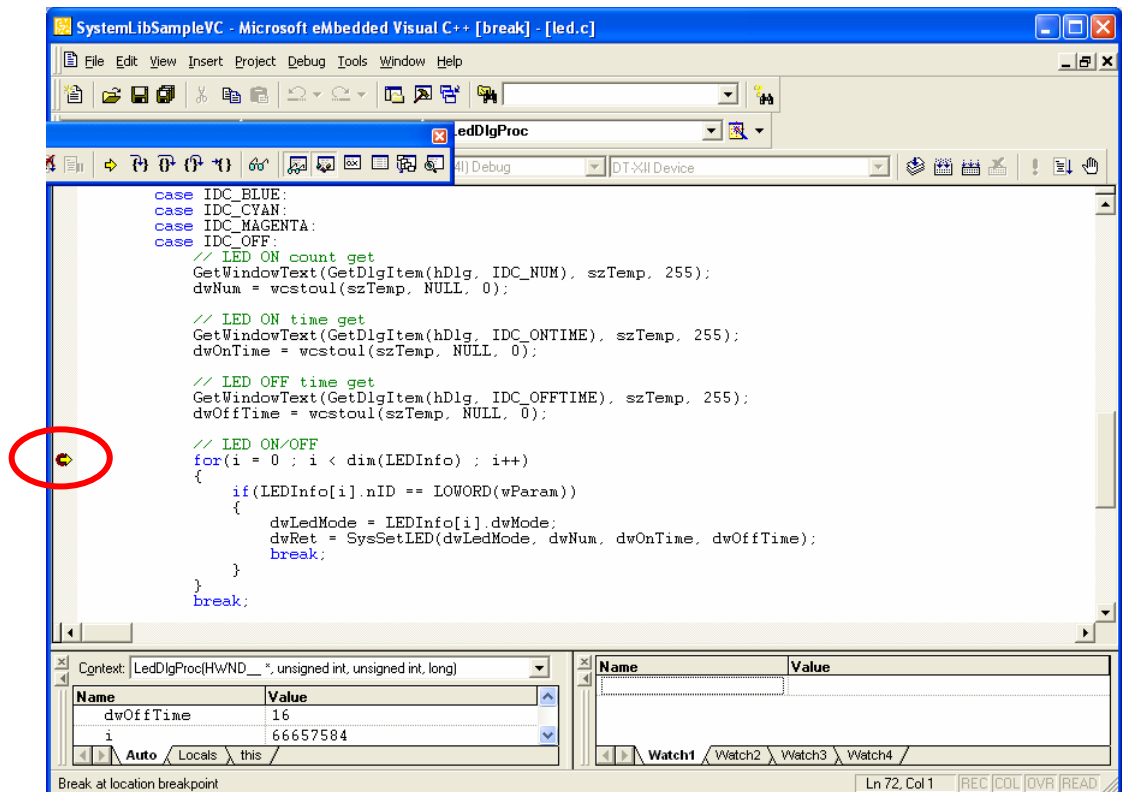 SystemLibSampleVC - Microsoft eMbedded Visual C++ [break] - [led.c]
File Edit View Insert Project Debug Tools Window Help
LedDlgProc
Debug DT-XII Device
case IDC_BLUE:
case IDC_CYAN:
case IDC_MAGENTA:
case IDC_OFF:
// LED ON count get
GetWindowText(GetDlgItem(hDlg, IDC_NUM), szTemp, 255);
dwNum = wcstoul(szTemp, NULL, 0);
// LED ON time get
GetWindowText(GetDlgItem(hDlg, IDC_ONTIME), szTemp, 255);
dwOnTime = wcstoul(szTemp, NULL, 0);
// LED OFF time get
GetWindowText(GetDlgItem(hDlg, IDC_OFFTIME), szTemp, 255);
dwOffTime = wcstoul(szTemp, NULL, 0);
// LED ON/OFF
for(i = 0 ; i < dim(LEDInfo) ; i++)
{
if(LEDInfo[i].nID == LOWORD(wParam))
{
dwLedMode = LEDInfo[i].dwMode;
dwRet = SysSetLED(dwLedMode, dwNum, dwOnTime, dwOffTime);
break;
}
}
break;
Context: LedDlgProc(HWND__ *, unsigned int, unsigned int, long)
Name Value
dwOffTime 16
i 66657584
Auto Locals this
Name Value
Watch1 Watch2 Watch3 Watch4
Break at location breakpoint
Ln 72, Col 1 REC COL OVR READ